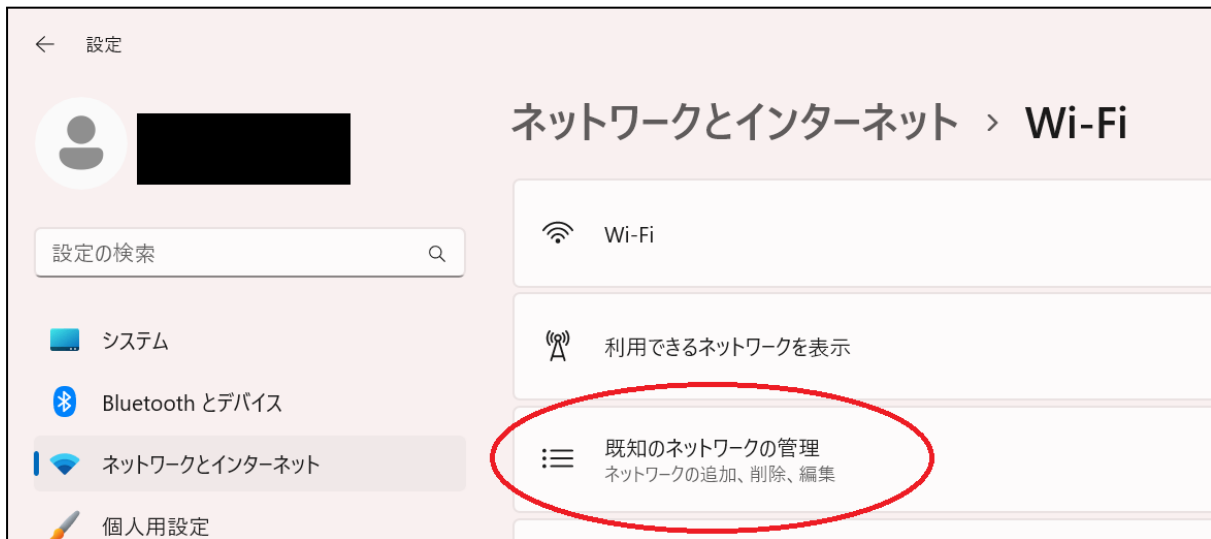 設定
ネットワークとインターネット › Wi-Fi
設定の検索
Wi-Fi
システム
利用できるネットワークを表示
Bluetooth とデバイス
既知のネットワークの管理
ネットワークの追加、削除、編集
ネットワークとインターネット
個人用設定